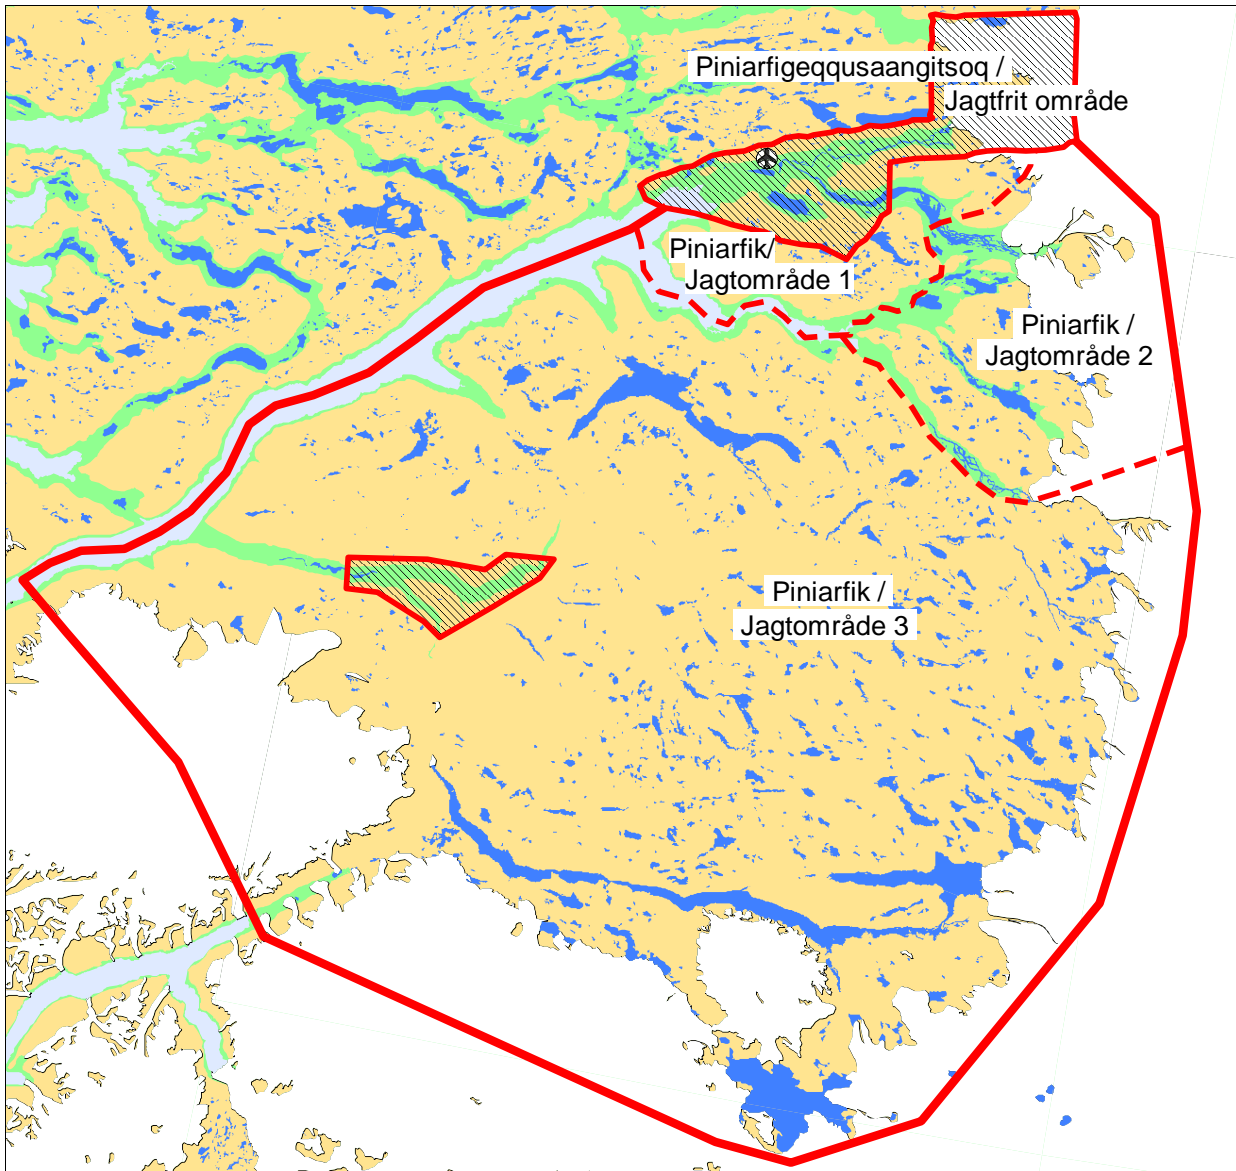 Piniarfigeqqusaangitsoq /
Jagtfrit område
Piniarfik/
Jagtområde 1
Piniarfik /
Jagtområde 2
Piniarfik /
Jagtområde 3